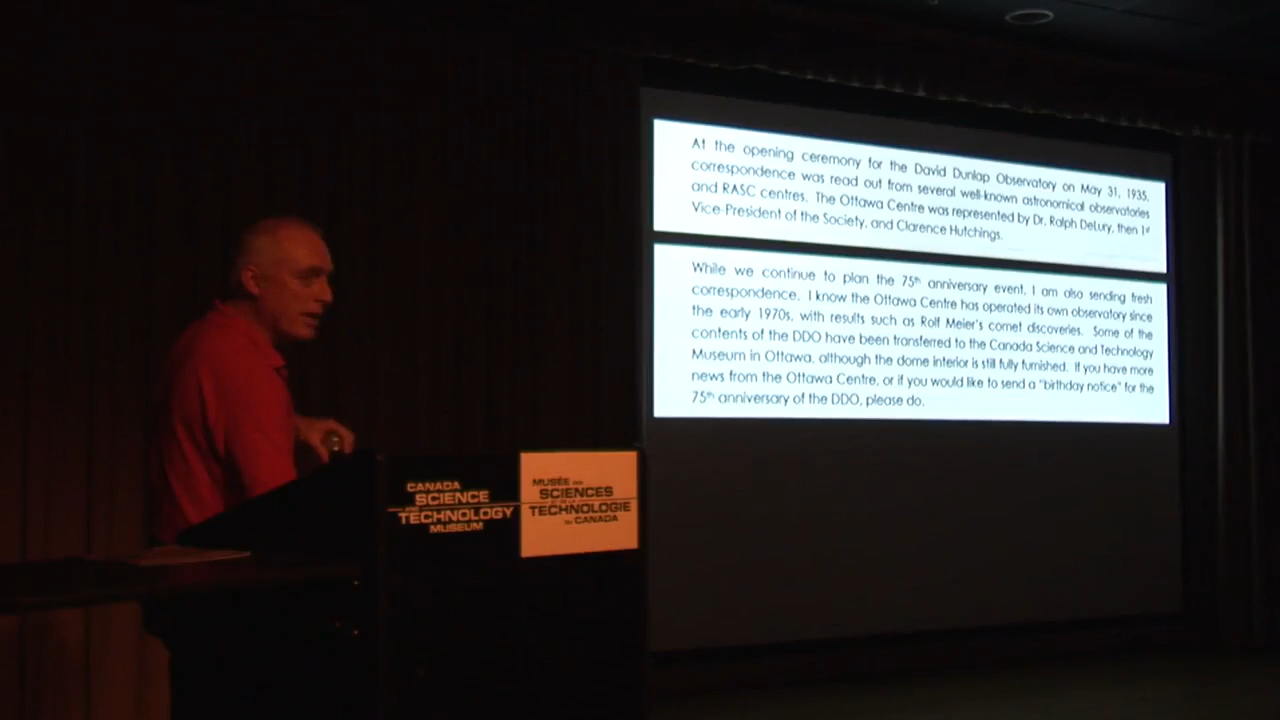 At the opening ceremony for the David Dunlap Observatory on May 31, 1935,
correspondence was read out from several well-known astronomical observatories
and RASC centres. The Ottawa Centre was represented by Dr. Ralph DeLury, then 1st
Vice-President of the Society, and Clarence Hutchings.
While we continue to plan the 75th anniversary event, I am also sending fresh
correspondence. I know the Ottawa Centre has operated its own observatory since
the early 1970s, with results such as Rolf Meier's comet discoveries. Some of the
contents of the DDO have been transferred to the Canada Science and Technology
Museum in Ottawa, although the dome interior is still fully furnished. If you have more
news from the Ottawa Centre, or if you would like to send a "birthday notice" for the
75th anniversary of the DDO, please do.
CANADA
SCIENCE
AND
TECHNOLOGY
MUSEUM
MUSÉE DES
SCIENCES
ET DE LA
TECHNOLOGIE
DU CANADA